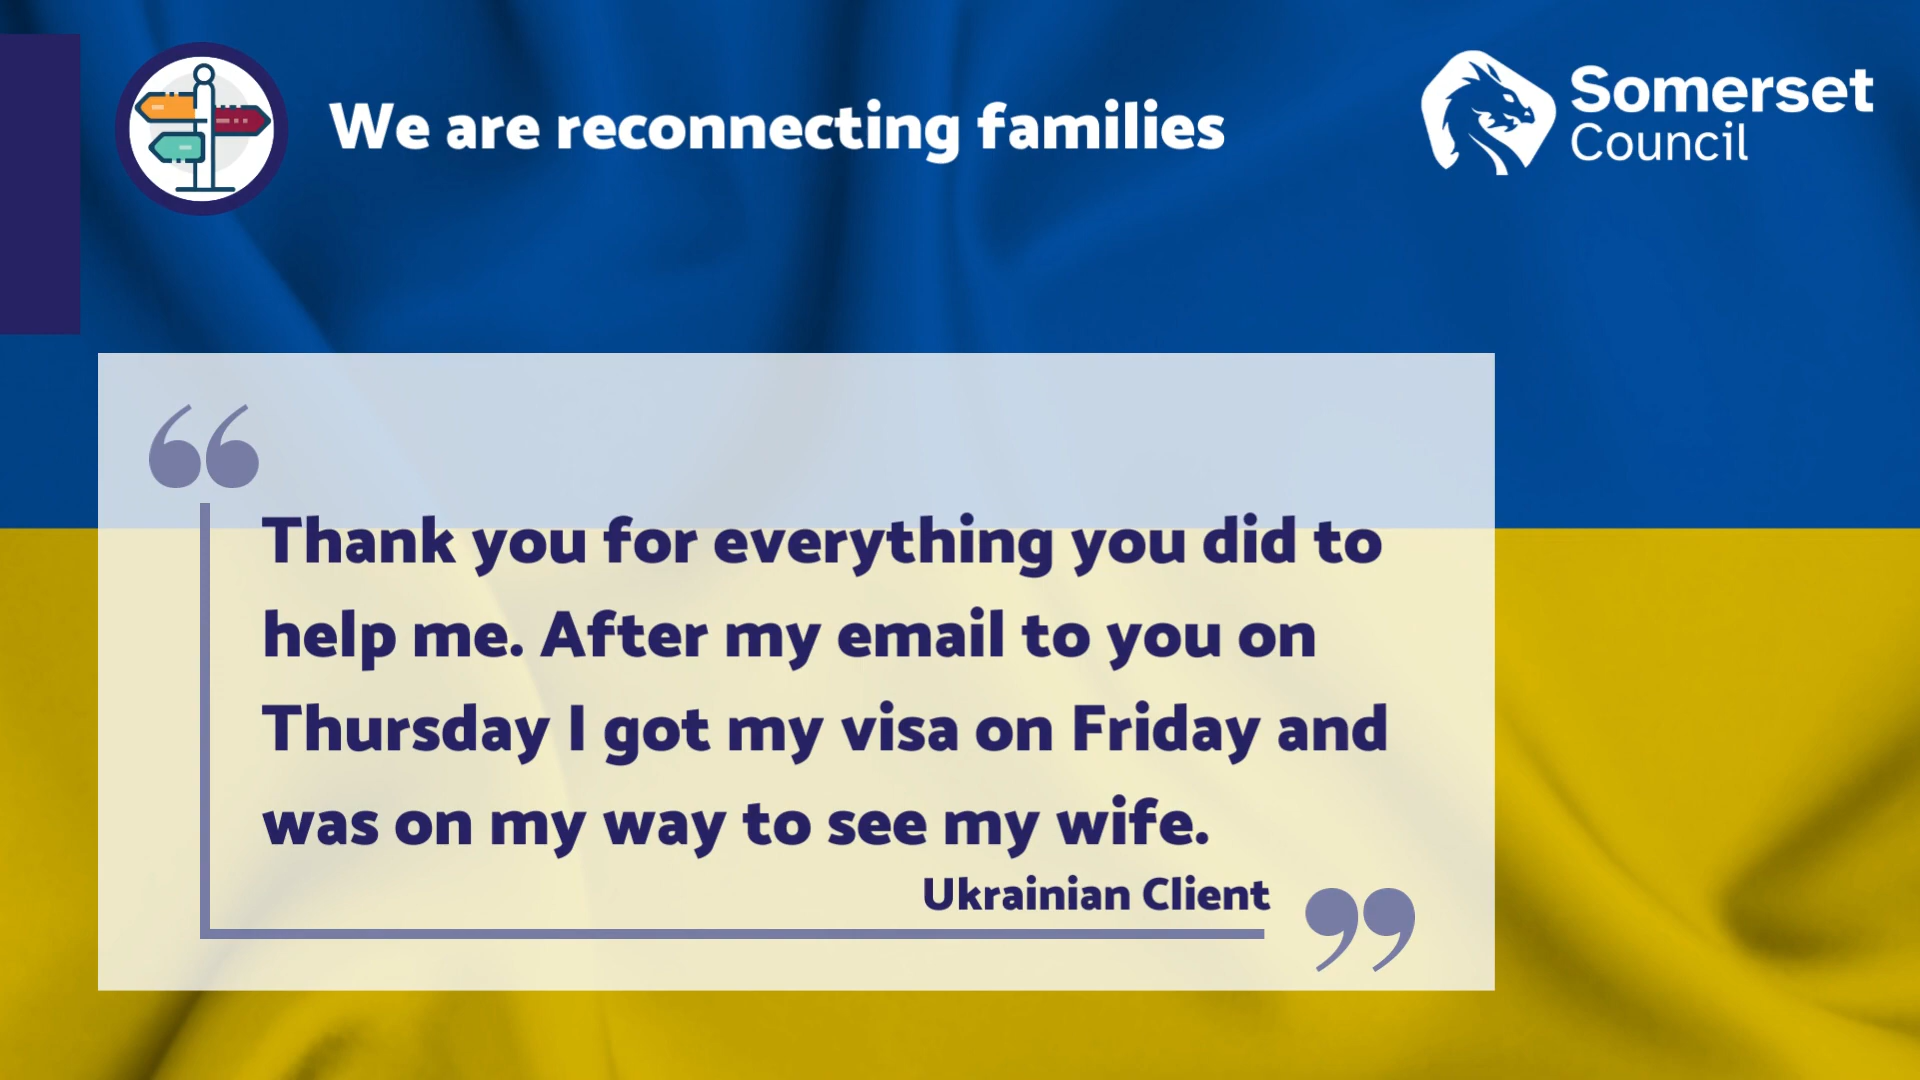 We are reconnecting families
Somerset
Council
Thank you for everything you did to
help me. After my email to you on
Thursday I got my visa on Friday and
was on my way to see my wife.
Ukrainian Client